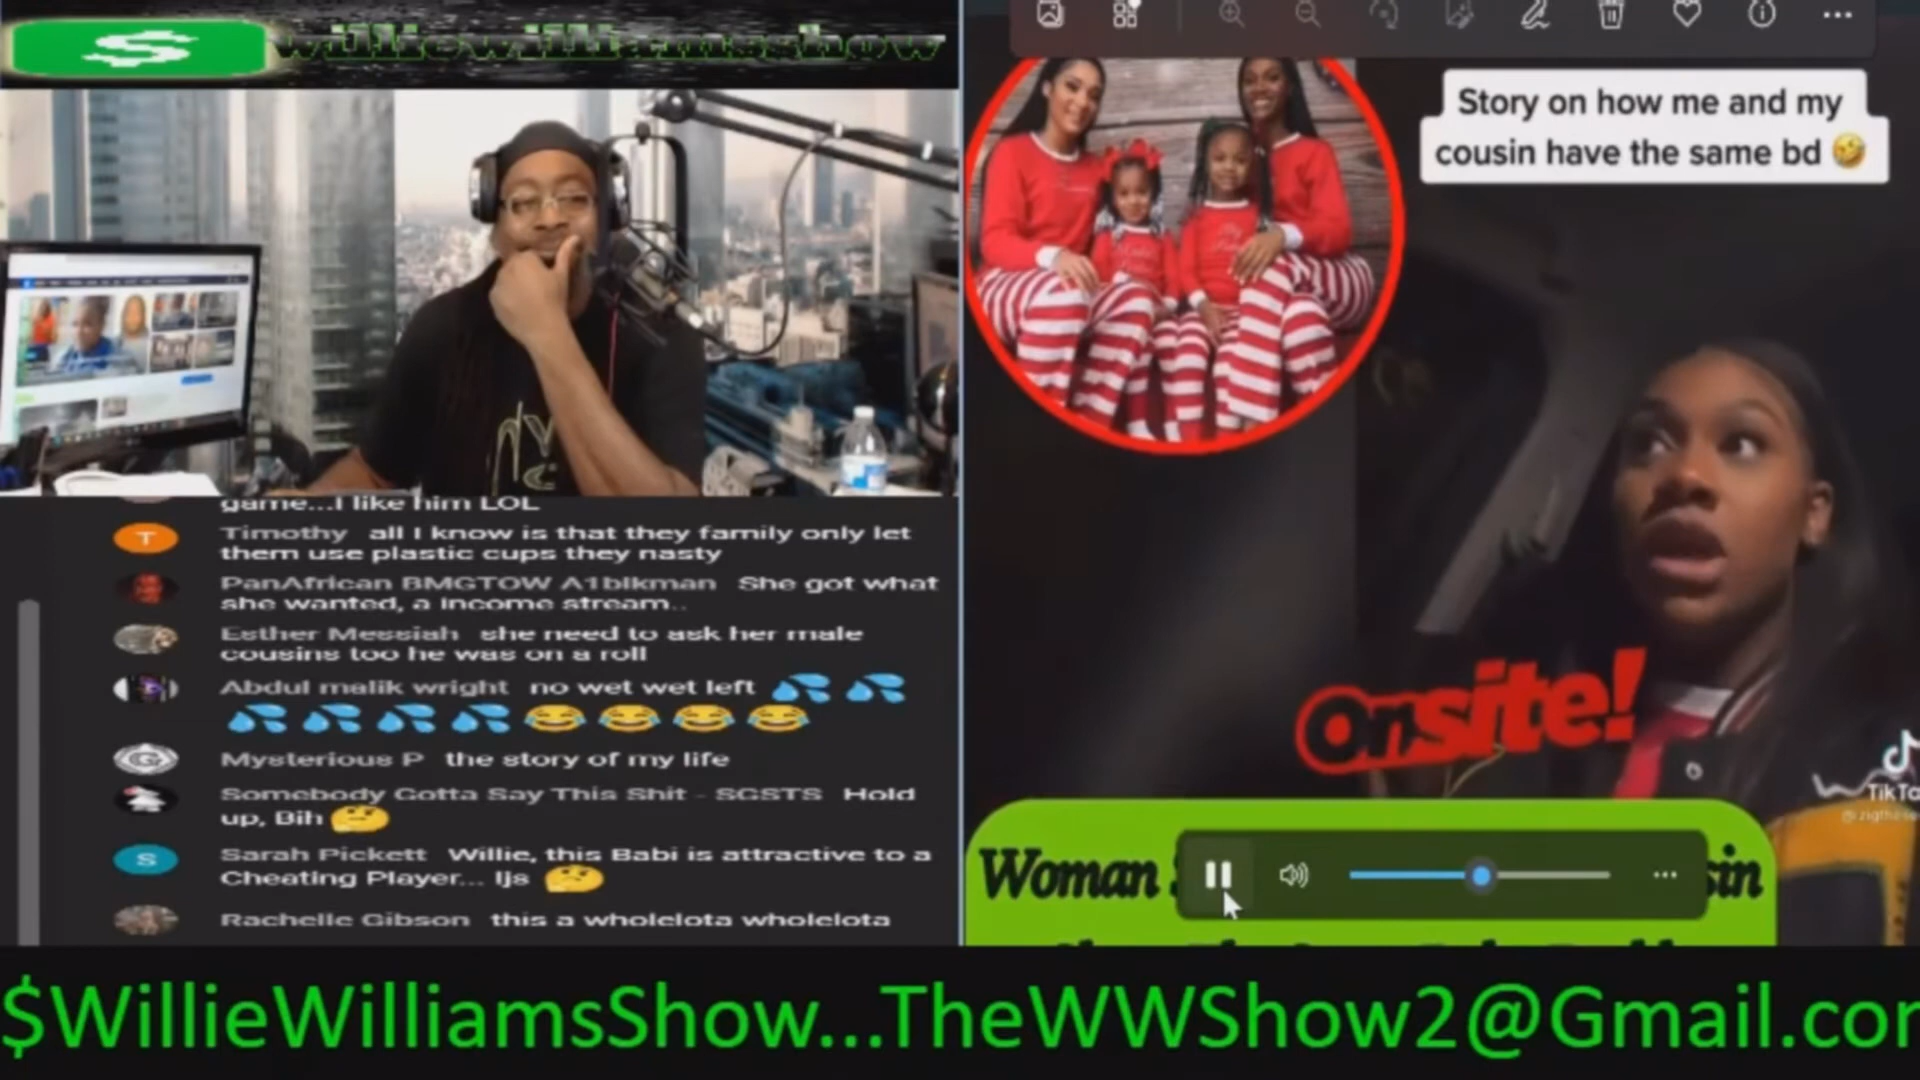 $ williewilliamsshow
Story on how me and my
cousin have the same bd 🤣
game...I like him LOL
Timothy all I know is that they family only let
them use plastic cups they nasty
PanAfrican BMGTOW A1blkman She got what
she wanted, a income stream..
Esther Messiah she need to ask her male
cousins too he was on a roll
Abdul malik wright no wet wet left 💦 💦
💦 💦 💦 💦 😂 😂 😂 😂
Mysterious P the story of my life
Somebody Gotta Say This Shit - SGSTS Hold
up, Bih 🤔
Sarah Pickett Willie, this Babi is attractive to a
Cheating Player... Ijs 🤔
Rachelle Gibson this a wholelota wholelota
Onsite!
TikTo
Woman
sin
$WillieWilliamsShow...TheWWShow2@Gmail.cor